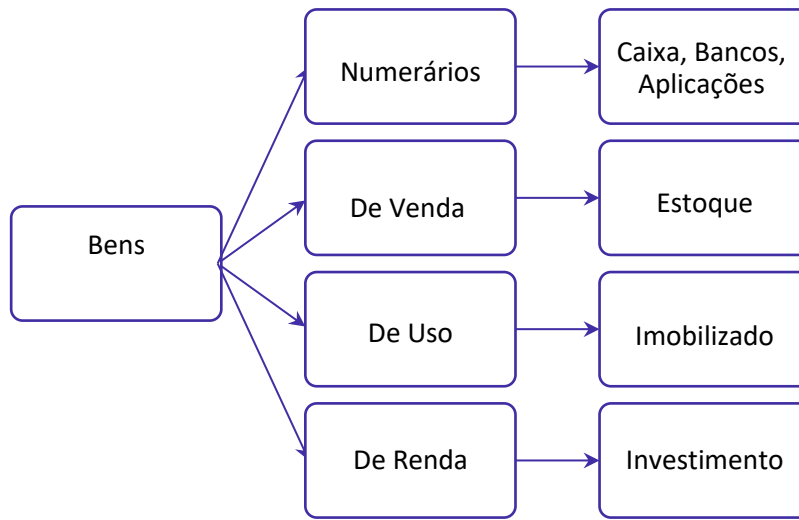 Bens
Numerários
Caixa, Bancos,
Aplicações
De Venda
Estoque
De Uso
Imobilizado
De Renda
Investimento